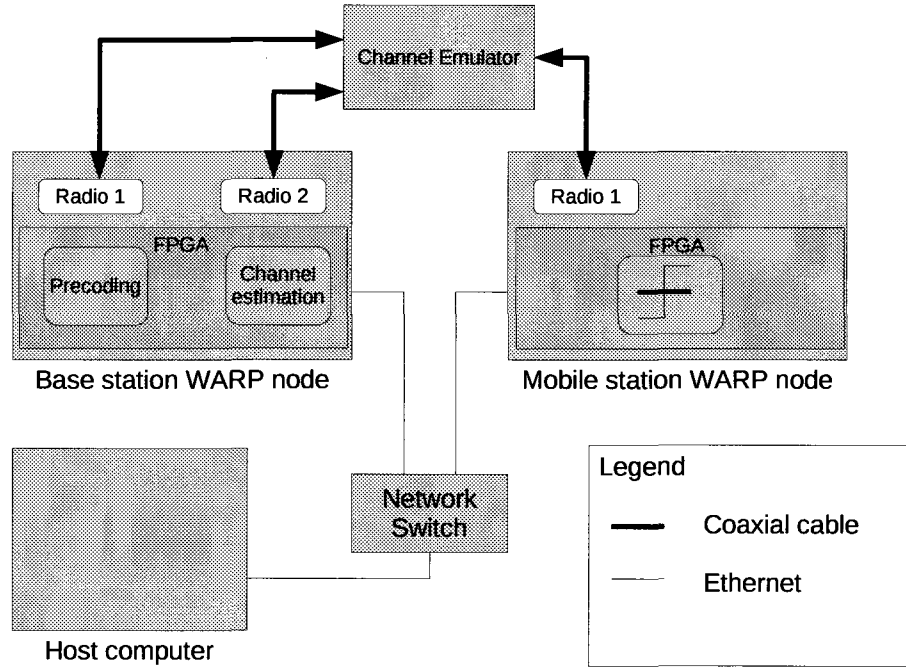 Channel Emulator
Radio 1
Radio 2
Radio 1
FPGA
FPGA
Precoding
Channel
estimation
Base station WARP node
Mobile station WARP node
Network
Switch
Legend
Coaxial cable
Ethernet
Host computer